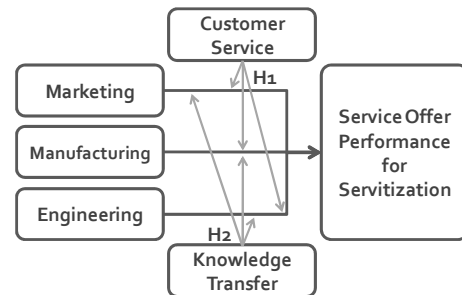 Customer
Service
H1
Marketing
Manufacturing
Engineering
Service Offer
Performance
for
Servitization
H2
Knowledge
Transfer